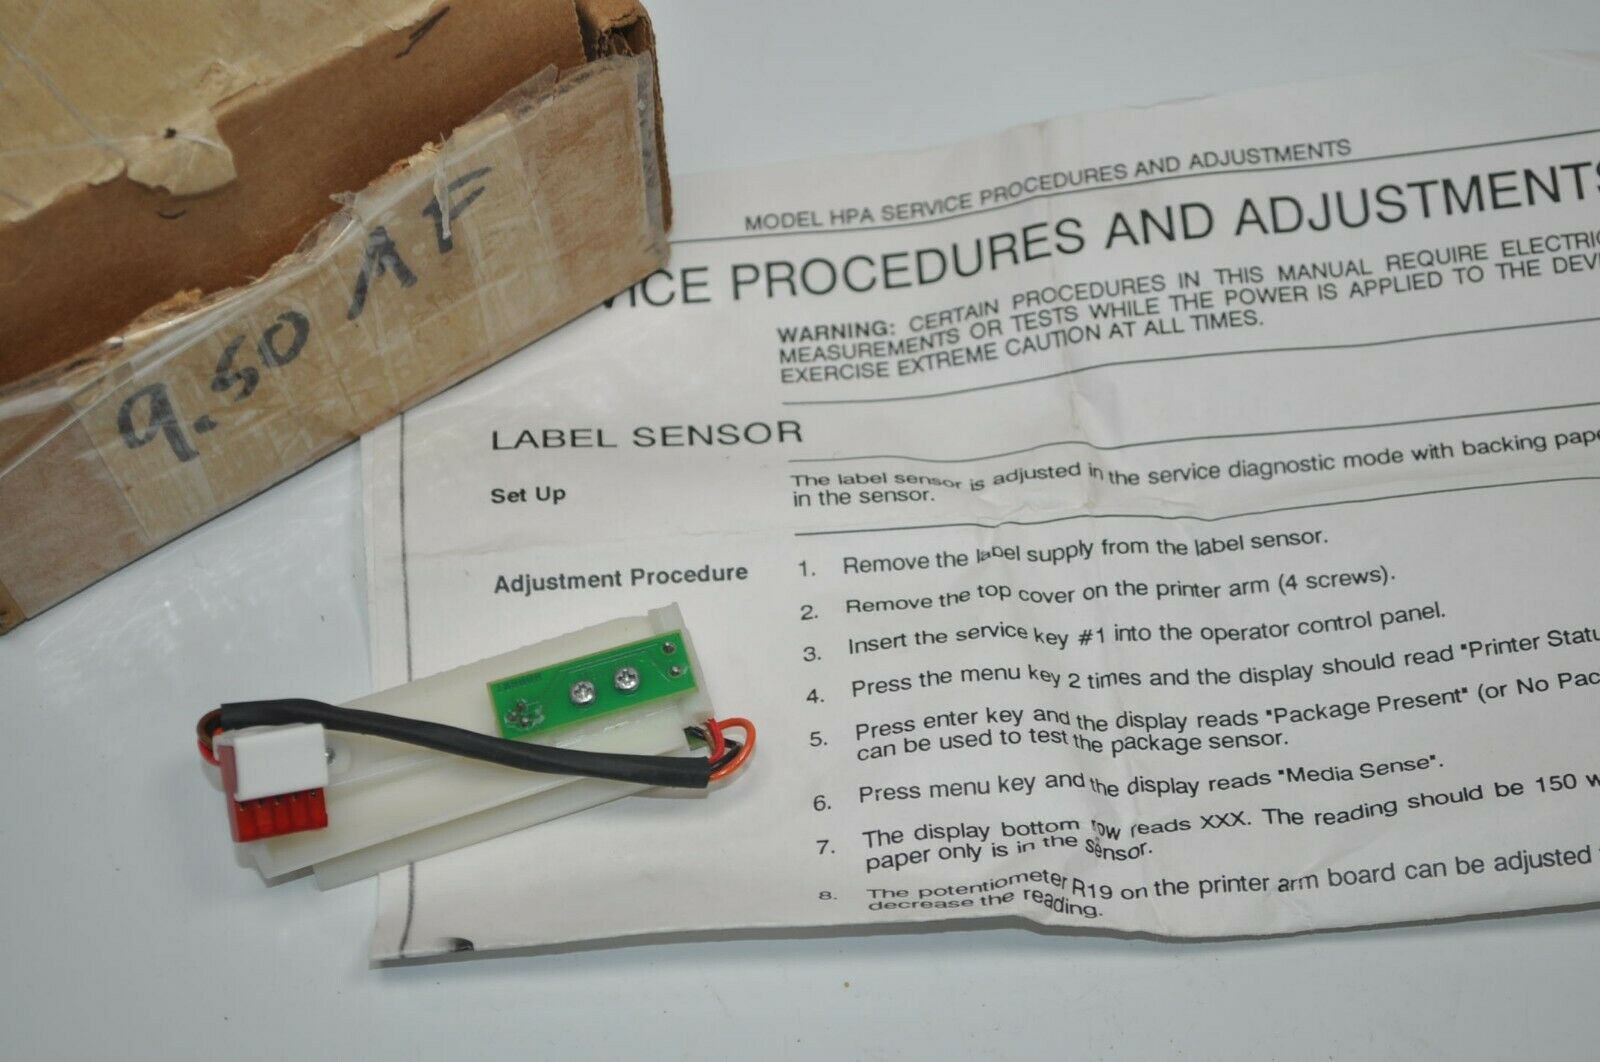 9.50 MF
MODEL HPA SERVICE PROCEDURES AND ADJUSTMENTS
VICE PROCEDURES AND ADJUSTMENTS
WARNING: CERTAIN PROCEDURES IN THIS MANUAL REQUIRE ELECTRIC
MEASUREMENTS OR TESTS WHILE THE POWER IS APPLIED TO THE DEVI
EXERCISE EXTREME CAUTION AT ALL TIMES.
LABEL SENSOR
Set Up
The label sensor is adjusted in the service diagnostic mode with backing pape
in the sensor.
Adjustment Procedure
1. Remove the label supply from the label sensor.
2. Remove the top cover on the printer arm (4 screws).
3. Insert the service key #1 into the operator control panel.
4. Press the menu key 2 times and the display should read "Printer Statu
5. Press enter key and the display reads "Package Present" (or No Pac
can be used to test the package sensor.
6. Press menu key and the display reads "Media Sense".
7. The display bottom row reads XXX. The reading should be 150 w
paper only is in the sensor.
8. The potentiometer R19 on the printer arm board can be adjusted
decrease the reading.